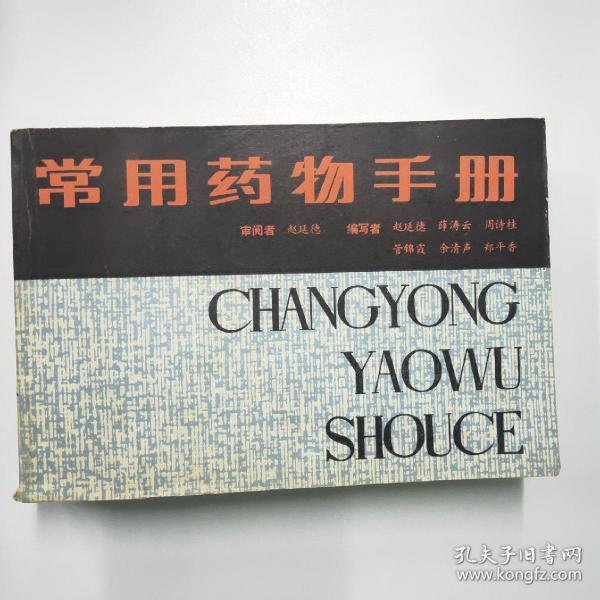 常用药物手册
审阅者 赵延德 编写者 赵延德 薛涛云 周诗桂
管锦霞 余清声 郑平香
CHANGYONG
YAOWU
SHOUCE
孔夫子旧书网
www.kongfz.com